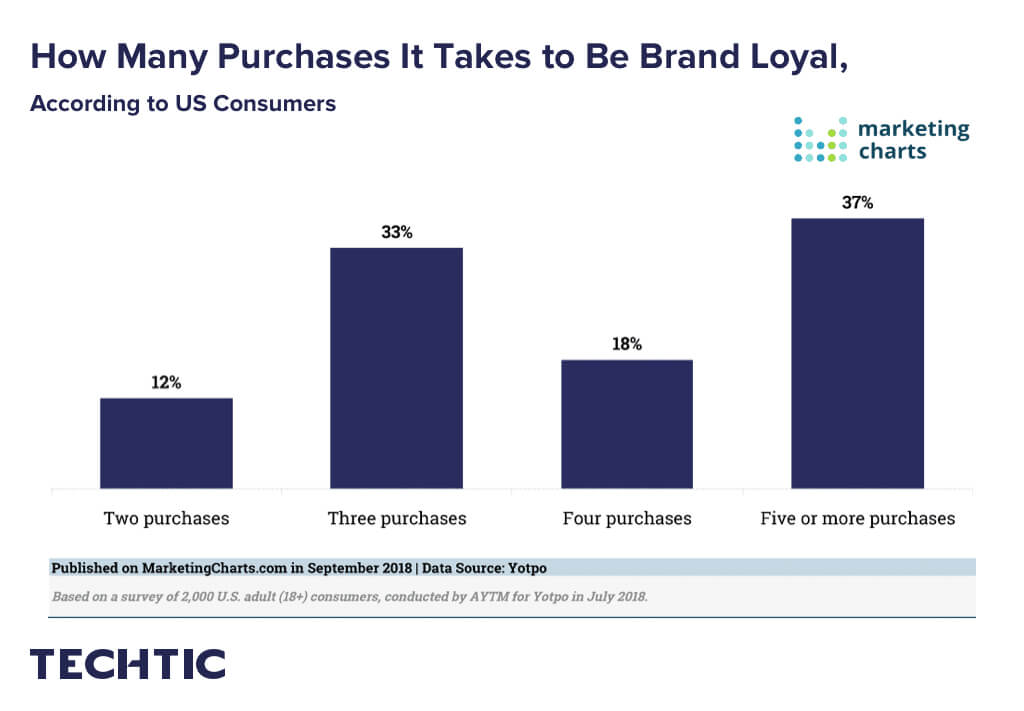 How Many Purchases It Takes to Be Brand Loyal,
According to US Consumers
marketing
charts
37%
33%
18%
12%
Two purchases
Three purchases
Four purchases
Five or more purchases
Published on MarketingCharts.com in September 2018 | Data Source: Yotpo
Based on a survey of 2,000 U.S. adult (18+) consumers, conducted by AYTM for Yotpo in July 2018.
TECHTIC